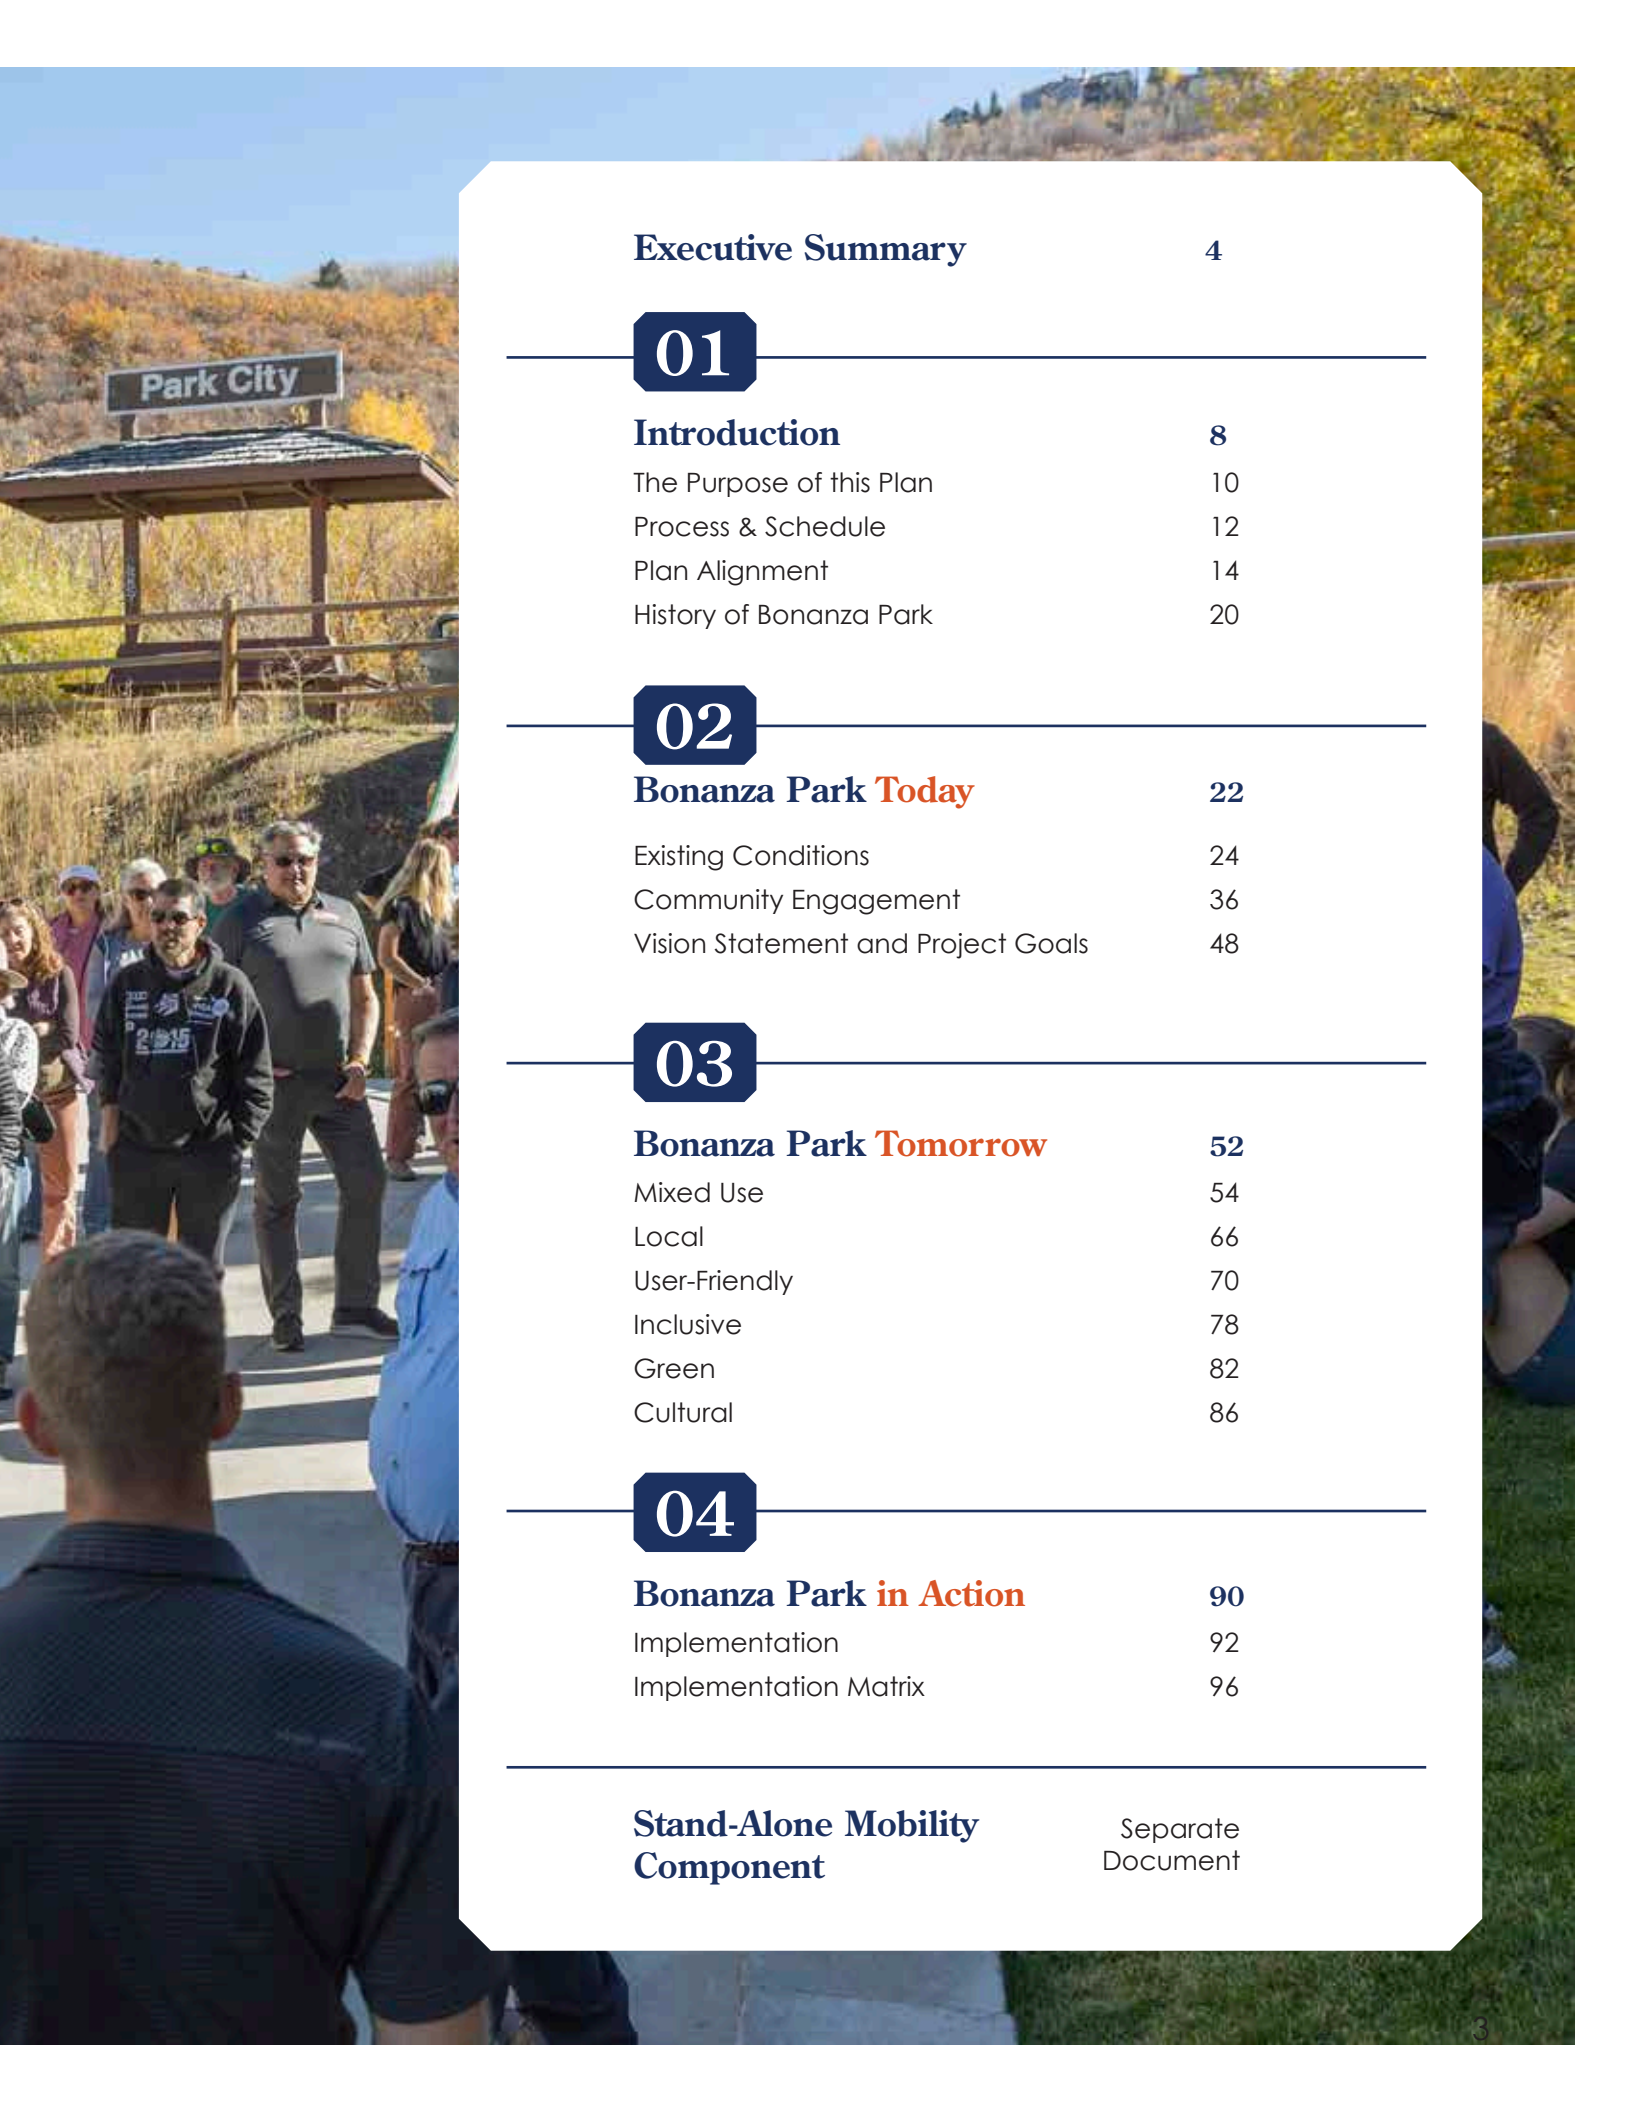 Park City
2015
Executive Summary 4
01
Introduction 8
The Purpose of this Plan 10
Process & Schedule 12
Plan Alignment 14
History of Bonanza Park 20
02
Bonanza Park Today 22
Existing Conditions 24
Community Engagement 36
Vision Statement and Project Goals 48
03
Bonanza Park Tomorrow 52
Mixed Use 54
Local 66
User-Friendly 70
Inclusive 78
Green 82
Cultural 86
04
Bonanza Park in Action 90
Implementation 92
Implementation Matrix 96
Stand-Alone Mobility
Component
Separate
Document
3